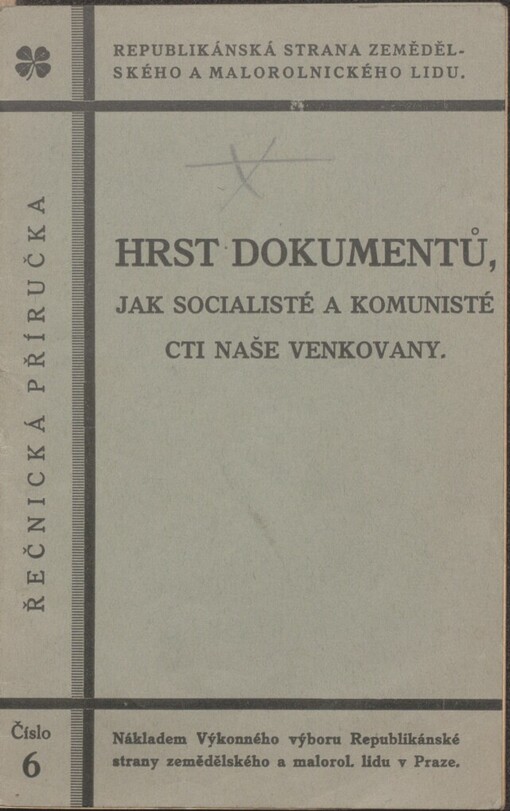 REPUBLIKÁNSKÁ STRANA ZEMĚDĚL-
SKÉHO A MALOROLNICKÉHO LIDU.
ŘEČNICKÁ PŘÍRUČKA
HRST DOKUMENTŮ,
JAK SOCIALISTÉ A KOMUNISTÉ
CTI NAŠE VENKOVANY.
Číslo
6
Nákladem Výkonného výboru Republikánské
strany zemědělského a malorol. lidu v Praze.